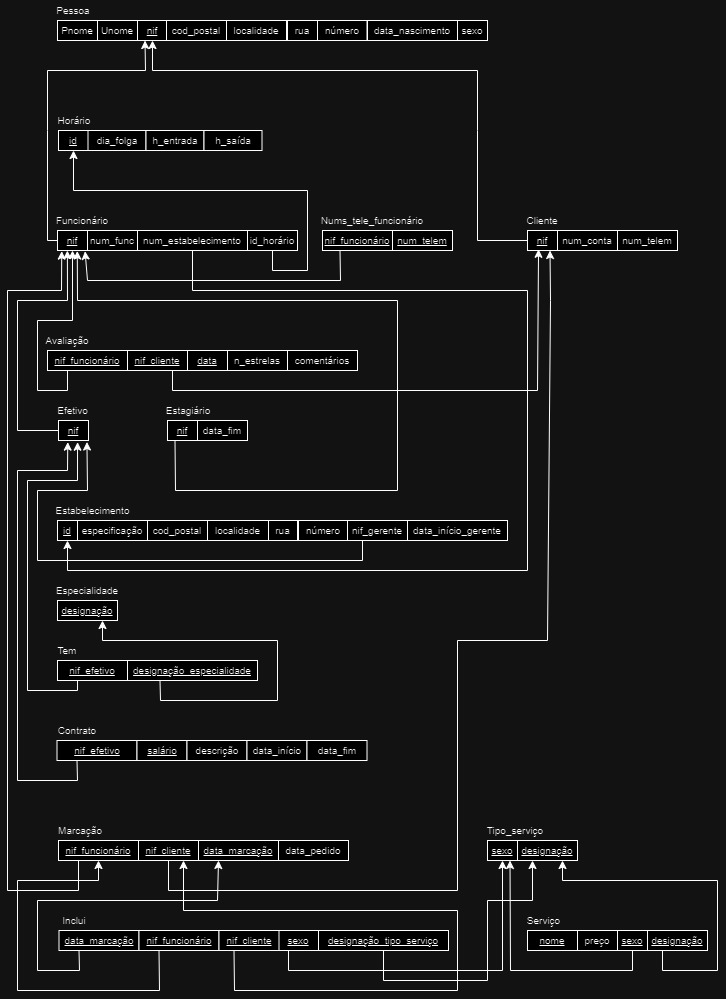 Pessoa
Pnome Unome nif cod_postal localidade rua número data_nascimento sexo
Horário
id dia_folga h_entrada h_saída
Funcionário Nums_tele_funcionário Cliente
nif num_func num_estabelecimento id_horário nif_funcionário num_telem nif num_conta num_telem
Avaliação
nif_funcionário nif_cliente data n_estrelas comentários
Efetivo Estagiário
nif nif data_fim
Estabelecimento
id especificação cod_postal localidade rua número nif_gerente data_início_gerente
Especialidade
designação
Tem
nif_efetivo designação_especialidade
Contrato
nif_efetivo salário descrição data_início data_fim
Marcação Tipo_serviço
nif_funcionário nif_cliente data_marcação data_pedido sexo designação
Inclui Serviço
data_marcação nif_funcionário nif_cliente sexo designação_tipo_serviço nome preço sexo designação